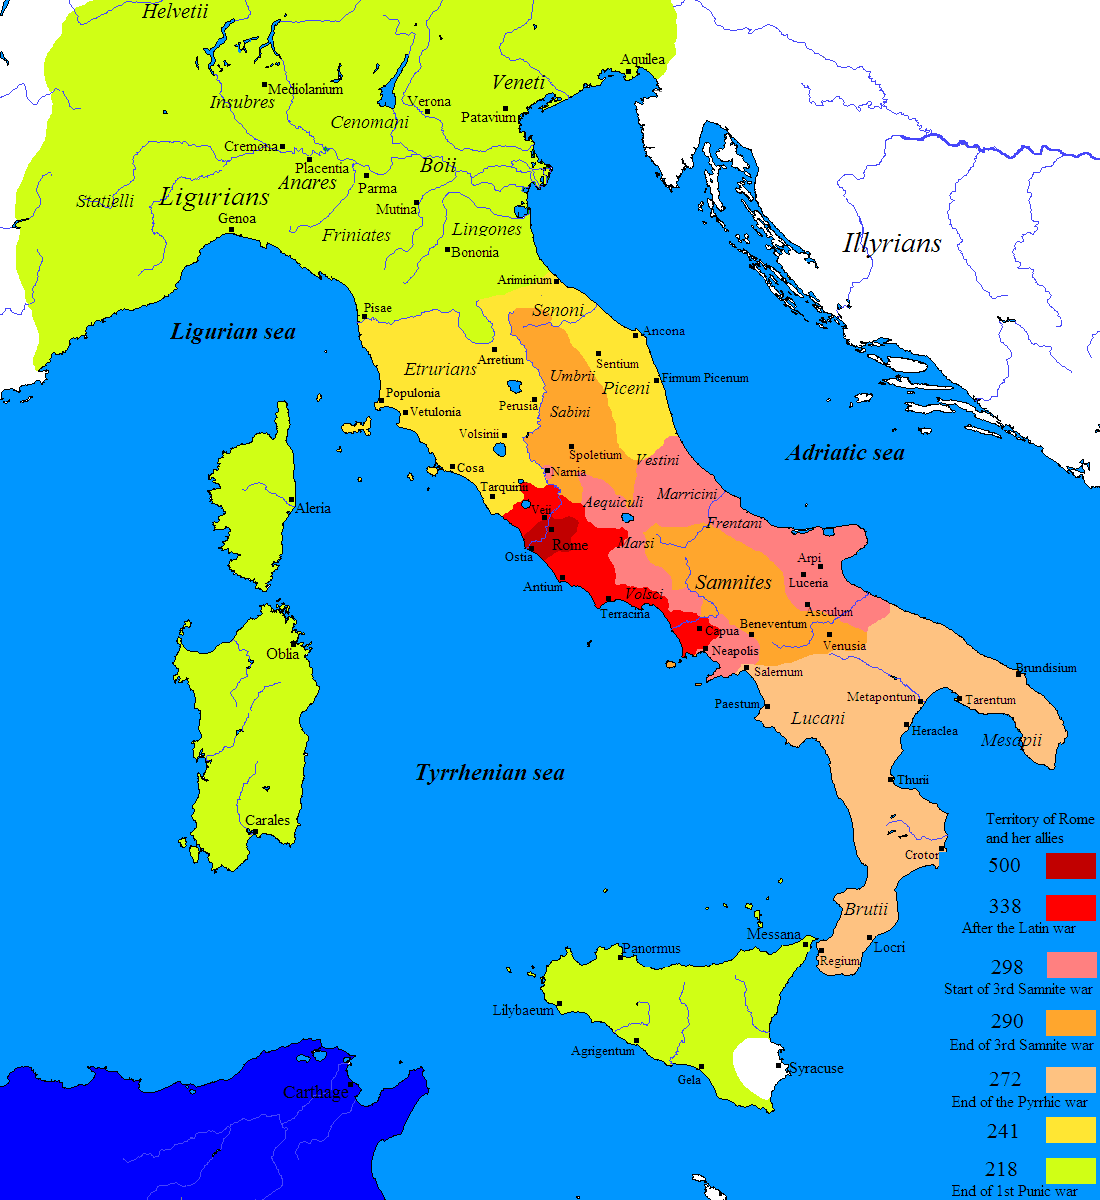 Helvetii
Aquilea
Veneti
Mediolanium
Insubres
Verona
Patavium
Cenomani
Cremona
Boii
Placentia
Anares
Parma
Statielli
Ligurians
Mutina
Genoa
Friniates
Lingones
Bononia
Illyrians
Ariminium
Pisae
Senoni
Ligurian sea
Ancona
Arretium
Sentium
Etrurians
Umbrii
Piceni
Firmum Picenum
Populonia
Perusia
Vetulonia
Sabini
Volsinii
Spoletium
Adriatic sea
Vestini
Cosa
Narnia
Tarquinii
Marricini
Aequiculi
Aleria
Veii
Frentani
Rome
Marsi
Ostia
Arpi
Luceria
Samnites
Antium
Volsci
Terracina
Asculum
Beneventum
Capua
Venusia
Neapolis
Oblia
Salernum
Brundisium
Paestum
Metapontum
Tarentum
Lucani
Heraclea
Mesapii
Tyrrhenian sea
Thurii
Carales
Territory of Rome
and her allies
Crotor
500
338
After the Latin war
Brutii
Messana
Locri
Panormus
Regium
298
Start of 3rd Samnite war
Lilybaeum
290
End of 3rd Samnite war
Agrigentum
Syracuse
Gela
Carthage
272
End of the Pyrrhic war
241
218
End of 1st Punic war